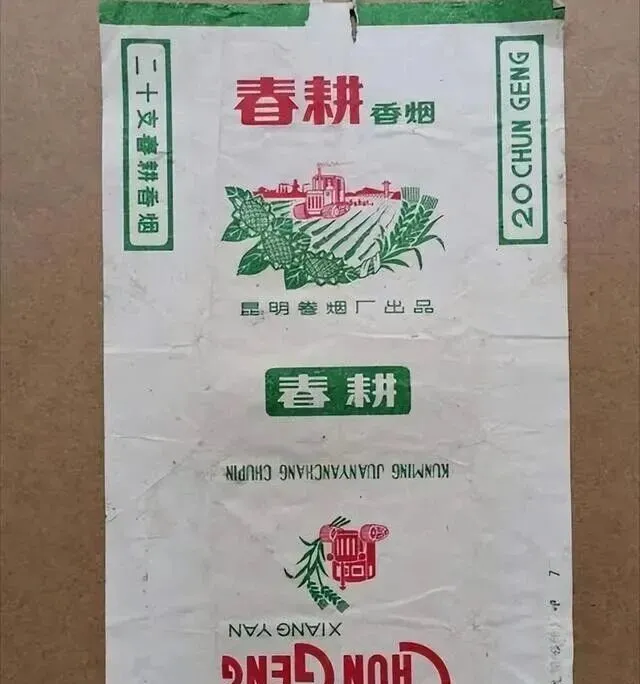 二十支春耕香烟
春耕 香烟
20 CHUN GENG
昆明卷烟厂出品
春耕
KUNMING JUANYANCHANG CHUPIN
XIANG YAN
CHUN GENG
7